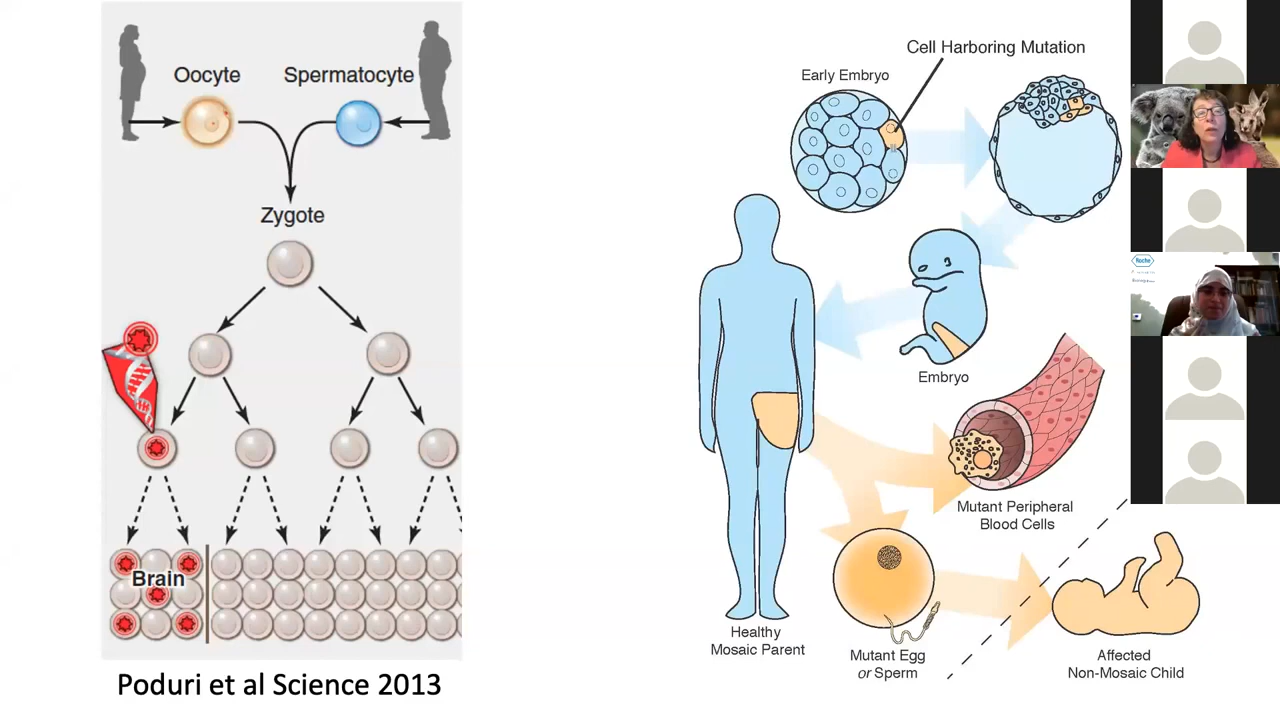 Oocyte
Spermatocyte
Zygote
Brain
Poduri et al Science 2013
Cell Harboring Mutation
Early Embryo
Embryo
Mutant Peripheral
Blood Cells
Healthy
Mosaic Parent
Mutant Egg
or Sperm
Affected
Non-Mosaic Child
Roche